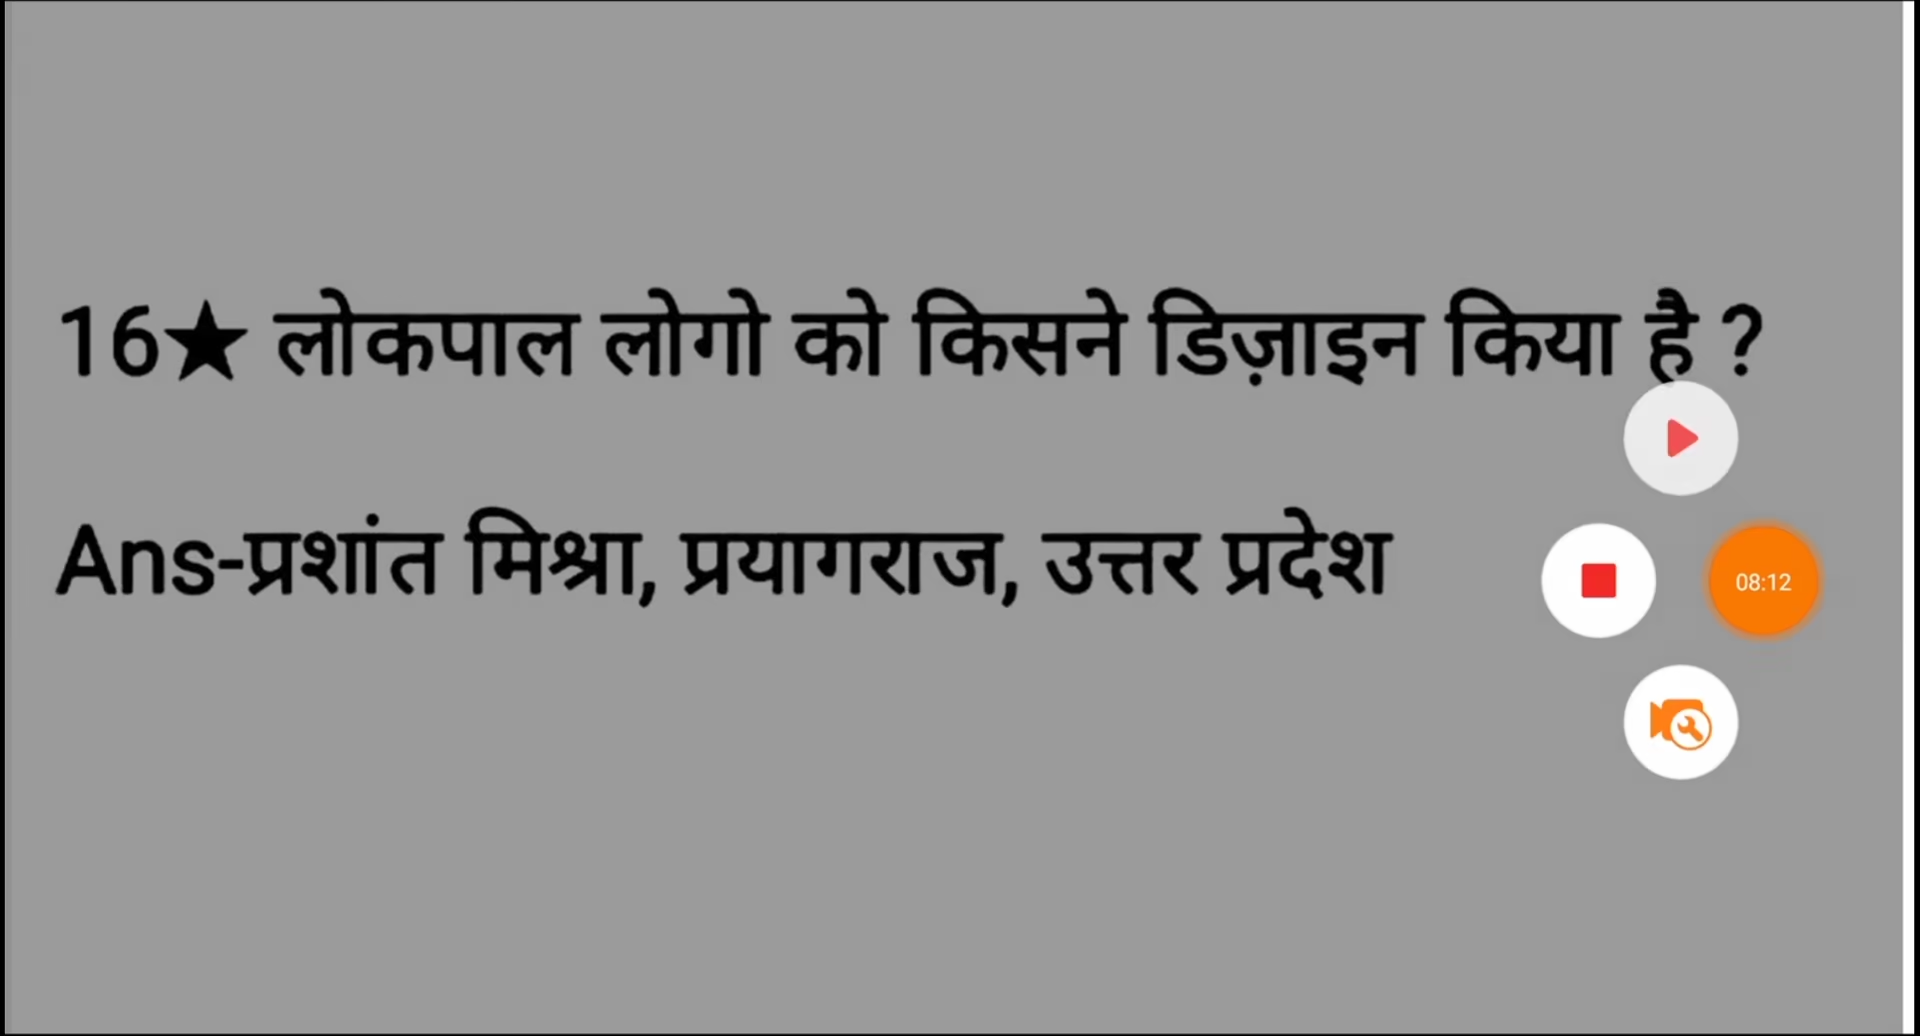 16★ लोकपाल लोगो को किसने डिज़ाइन किया है ?
Ans-प्रशांत मिश्रा, प्रयागराज, उत्तर प्रदेश
08:12